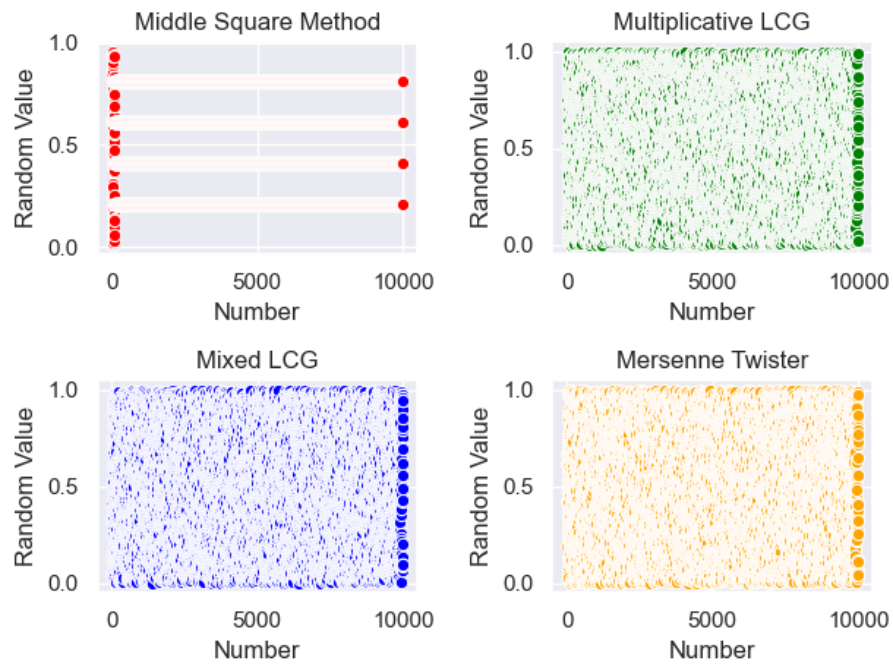 Middle Square Method
1.0
0.5
0.0
Random Value
0 5000 10000
Number
Multiplicative LCG
1.0
0.5
0.0
Random Value
0 5000 10000
Number
Mixed LCG
1.0
0.5
0.0
Random Value
0 5000 10000
Number
Mersenne Twister
1.0
0.5
0.0
Random Value
0 5000 10000
Number